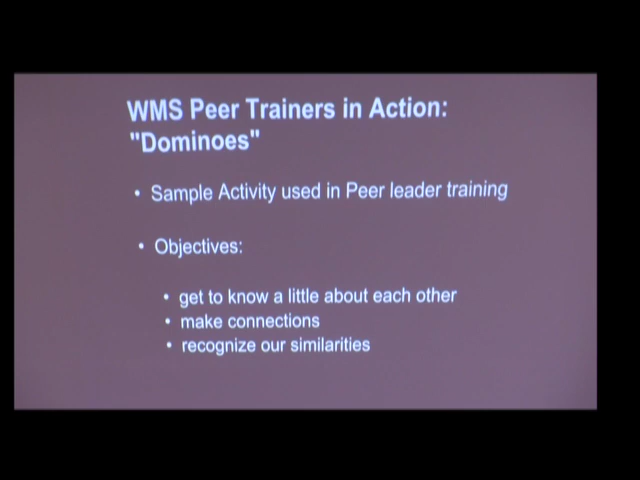 WMS Peer Trainers in Action:
"Dominoes"
• Sample Activity used in Peer leader training
• Objectives:
• get to know a little about each other
• make connections
• recognize our similarities